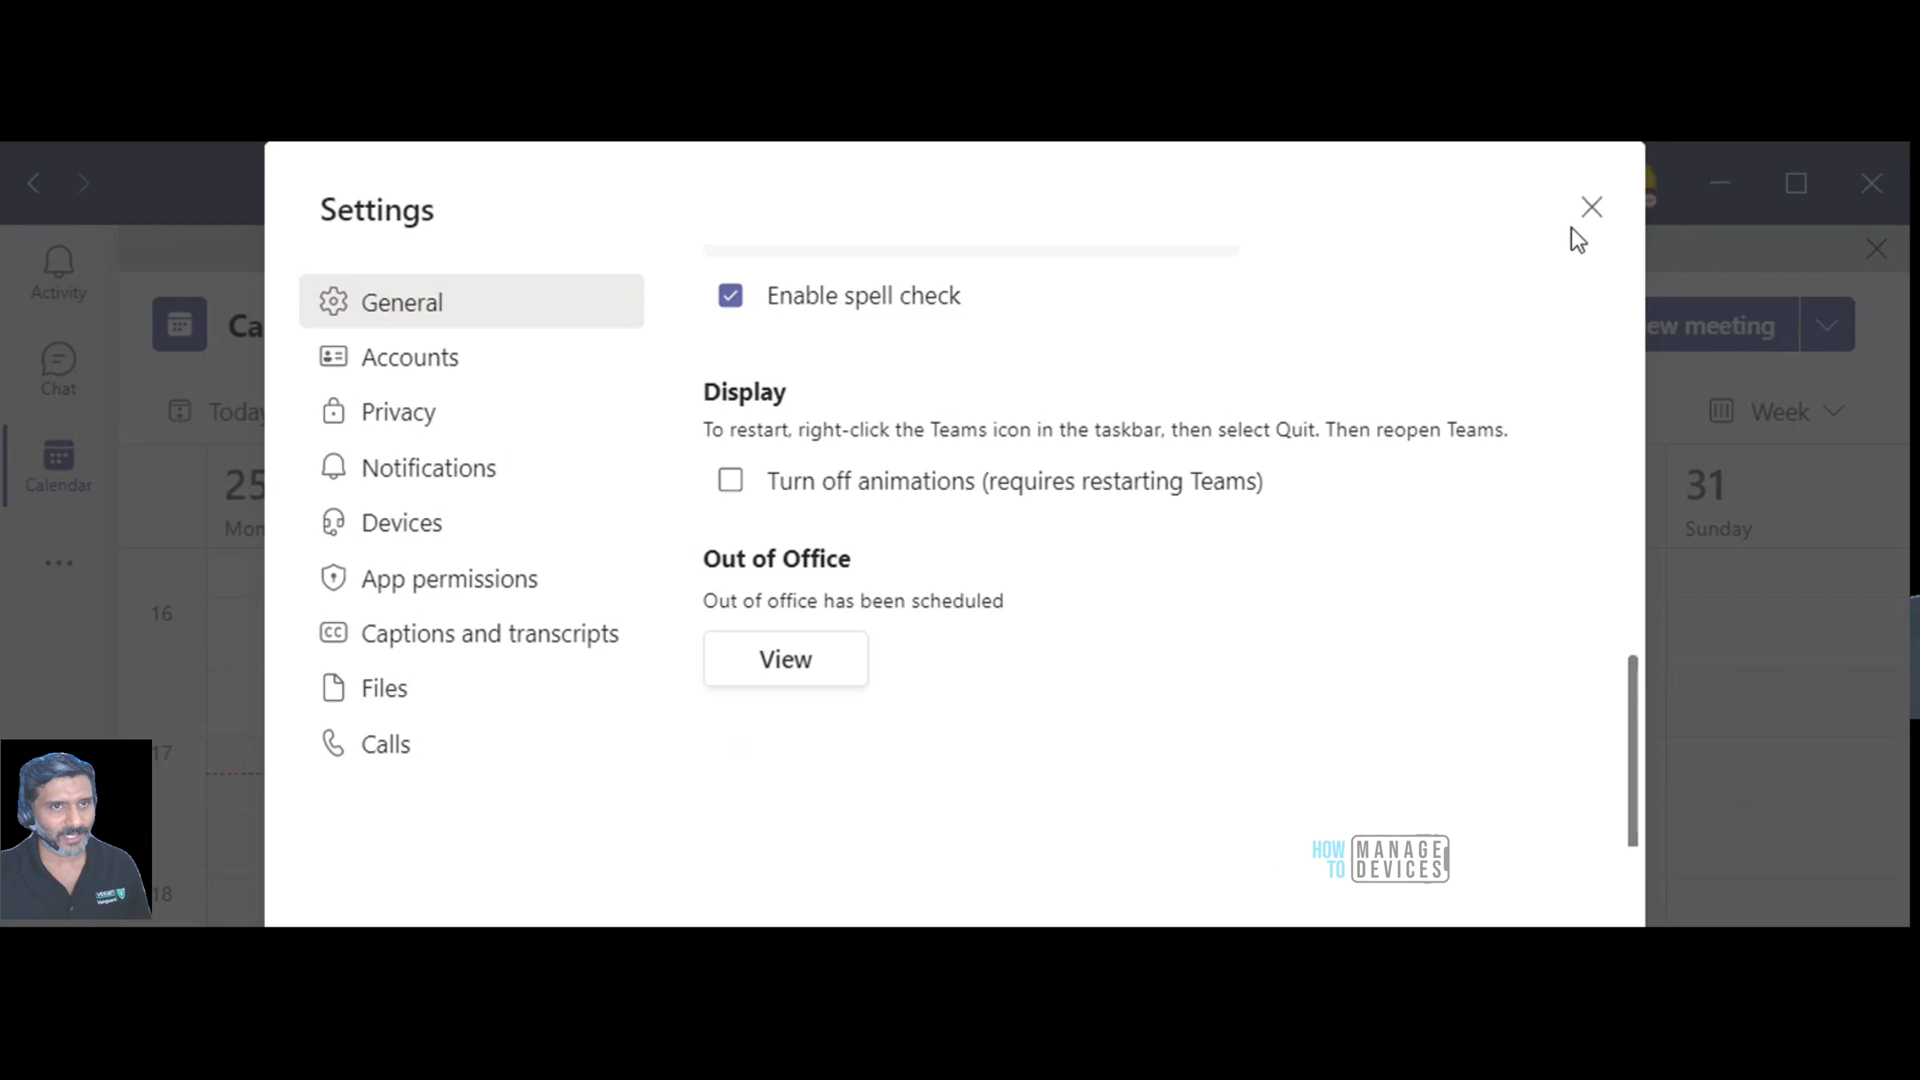 Settings
General
Accounts
Privacy
Notifications
Devices
App permissions
Captions and transcripts
Files
Calls
Enable spell check
Display
To restart, right-click the Teams icon in the taskbar, then select Quit. Then reopen Teams.
Turn off animations (requires restarting Teams)
Out of Office
Out of office has been scheduled
View
Activity
Chat
Calendar
Ca
Today
25
Mon
16
17
18
ew meeting
Week
31
Sunday
HOW TO MANAGE DEVICES
veeam
Vanguard